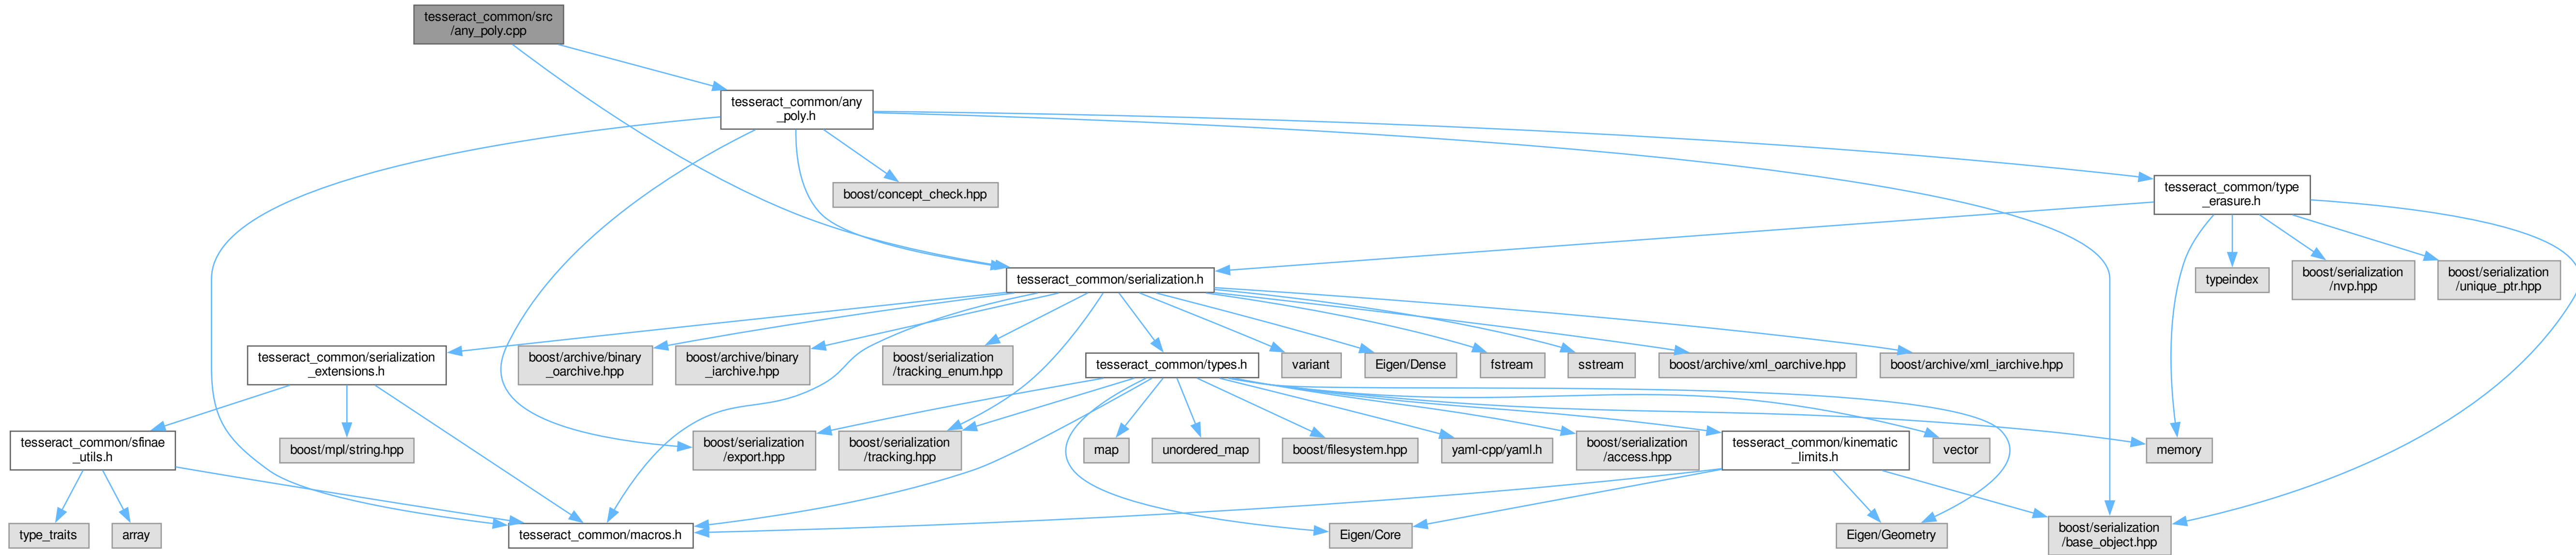 tesseract_common/src
/any_poly.cpp
tesseract_common/any
_poly.h
boost/concept_check.hpp
tesseract_common/type
_erasure.h
tesseract_common/serialization.h
typeindex
boost/serialization
/nvp.hpp
boost/serialization
/unique_ptr.hpp
tesseract_common/serialization
_extensions.h
boost/archive/binary
_oarchive.hpp
boost/archive/binary
_iarchive.hpp
boost/serialization
/tracking_enum.hpp
tesseract_common/types.h
variant
Eigen/Dense
fstream
sstream
boost/archive/xml_oarchive.hpp
boost/archive/xml_iarchive.hpp
tesseract_common/sfinae
_utils.h
boost/mpl/string.hpp
boost/serialization
/export.hpp
boost/serialization
/tracking.hpp
map
unordered_map
boost/filesystem.hpp
yaml-cpp/yaml.h
boost/serialization
/access.hpp
tesseract_common/kinematic
_limits.h
vector
memory
type_traits
array
tesseract_common/macros.h
Eigen/Core
Eigen/Geometry
boost/serialization
/base_object.hpp